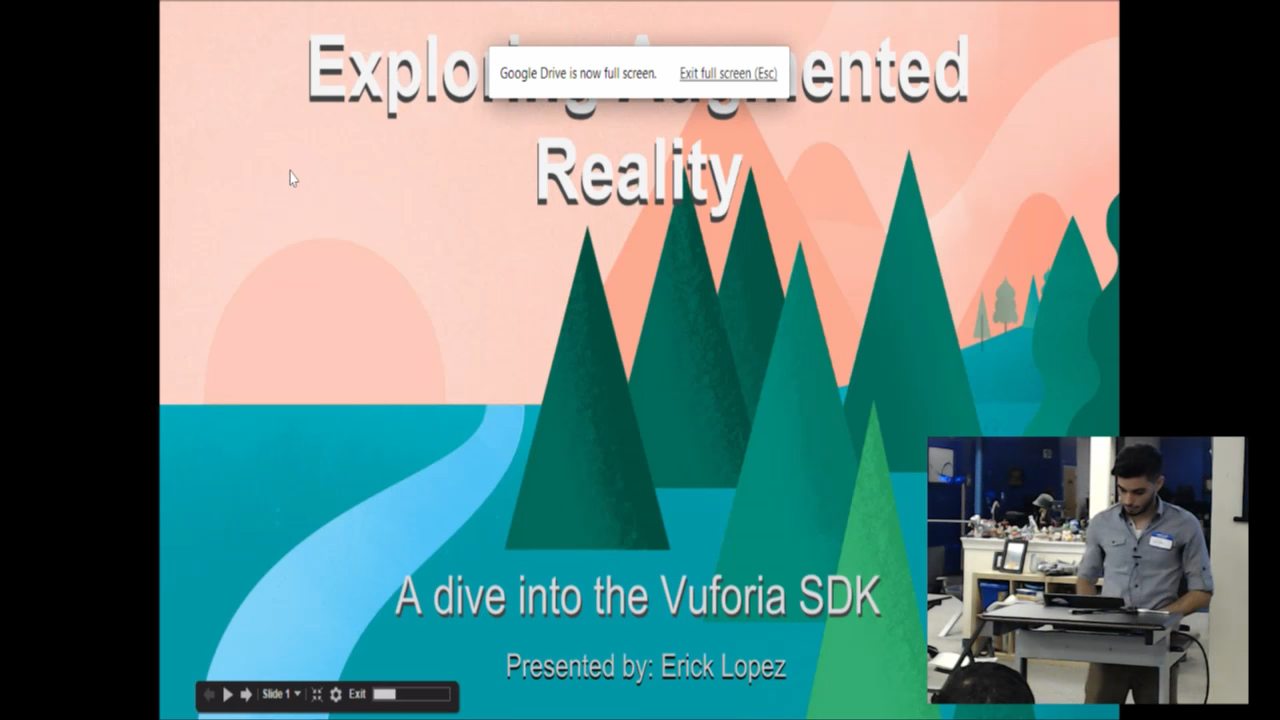 Exploring Augmented
Google Drive is now full screen. Exit full screen (Esc)
Reality
A dive into the Vuforia SDK
Presented by: Erick Lopez
Slide 1 Exit